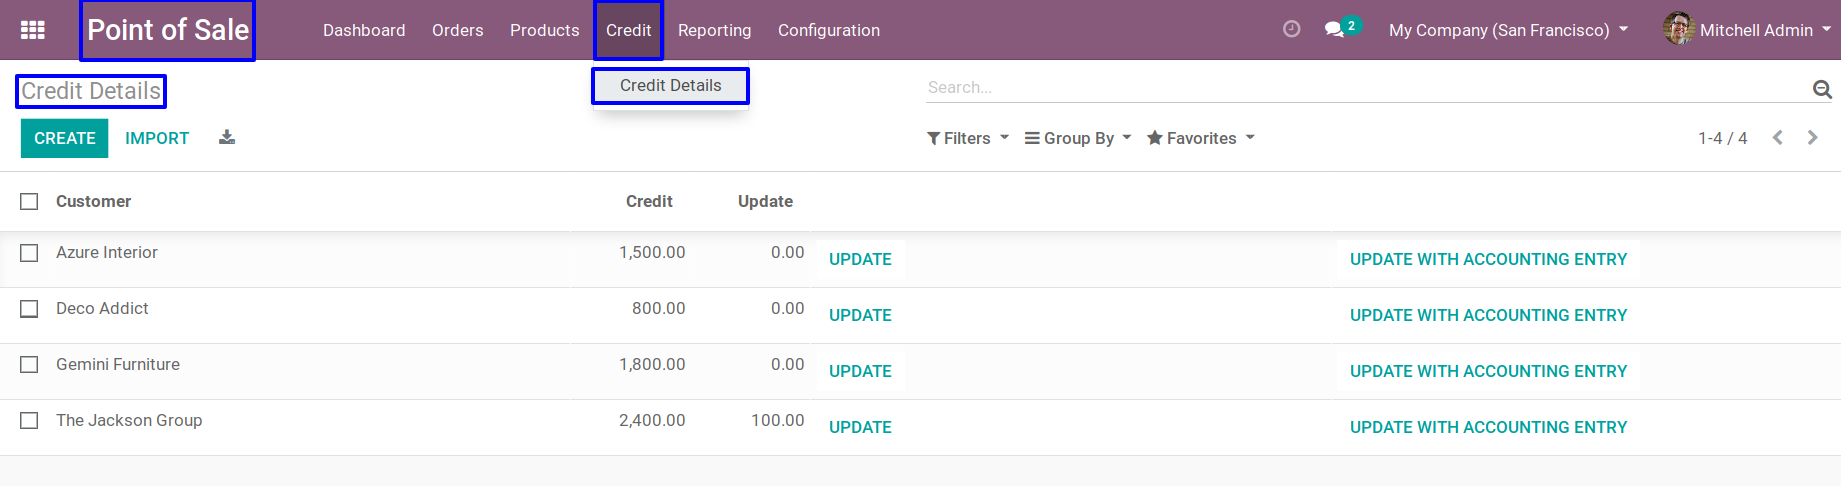 Point of Sale Dashboard Orders Products Credit Reporting Configuration 2 My Company (San Francisco) Mitchell Admin
Credit Details
Credit Details
Search...
CREATE IMPORT Filters Group By Favorites 1-4 / 4
Customer Credit Update
Azure Interior 1,500.00 0.00 UPDATE UPDATE WITH ACCOUNTING ENTRY
Deco Addict 800.00 0.00 UPDATE UPDATE WITH ACCOUNTING ENTRY
Gemini Furniture 1,800.00 0.00 UPDATE UPDATE WITH ACCOUNTING ENTRY
The Jackson Group 2,400.00 100.00 UPDATE UPDATE WITH ACCOUNTING ENTRY